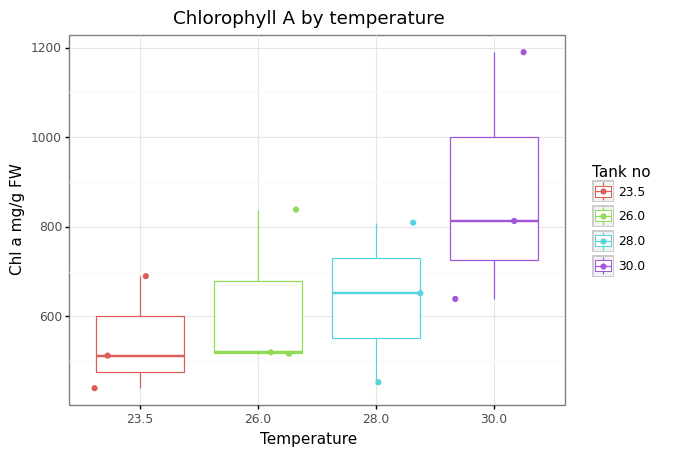 Chlorophyll A by temperature
Chl a mg/g FW
1200
1000
800
600
23.5 26.0 28.0 30.0
Temperature
Tank no
23.5
26.0
28.0
30.0